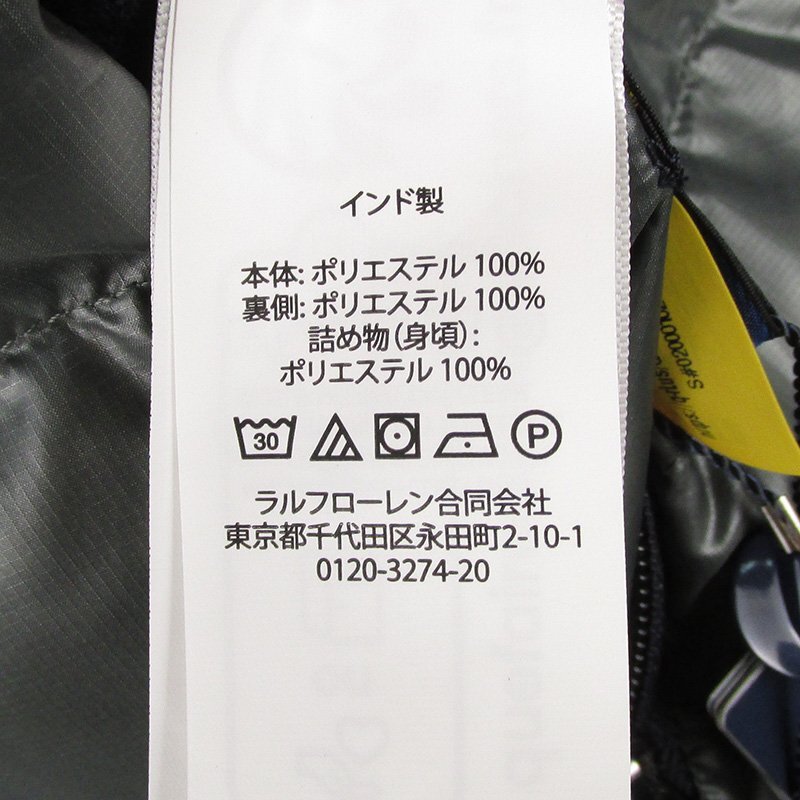 インド製
本体: ポリエステル 100%
裏側: ポリエステル 100%
詰め物 (身頃) :
ポリエステル 100%
30
P
ラルフローレン合同会社
東京都千代田区永田町2-10-1
0120-3274-20